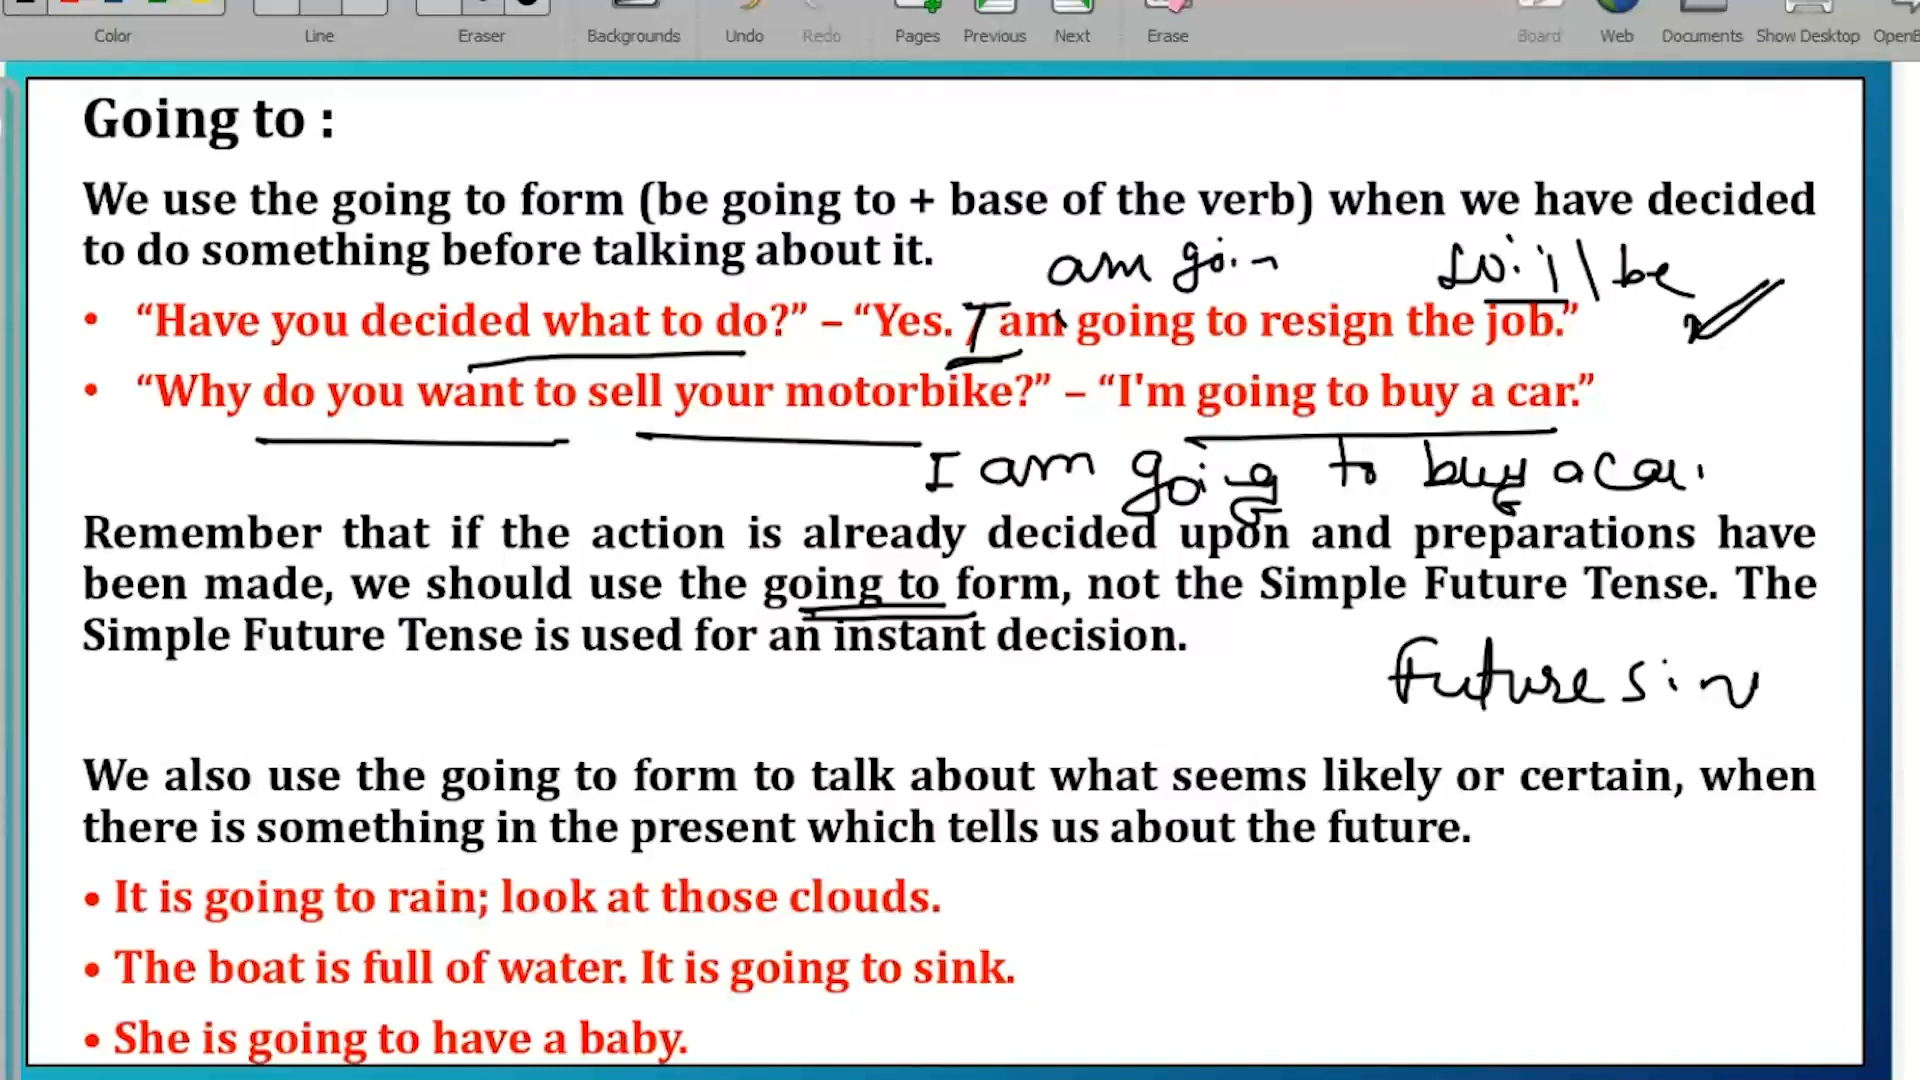 Color Line Eraser Backgrounds Undo Redo Pages Previous Next Erase Board Web Documents Show Desktop OpenB
Going to :
We use the going to form (be going to + base of the verb) when we have decided
to do something before talking about it.
am goin will be
• “Have you decided what to do?” – “Yes. I am going to resign the job.”
• “Why do you want to sell your motorbike?” – “I'm going to buy a car.”
I am going to buy a car.
Remember that if the action is already decided upon and preparations have
been made, we should use the going to form, not the Simple Future Tense. The
Simple Future Tense is used for an instant decision.
Future sim
We also use the going to form to talk about what seems likely or certain, when
there is something in the present which tells us about the future.
• It is going to rain; look at those clouds.
• The boat is full of water. It is going to sink.
• She is going to have a baby.